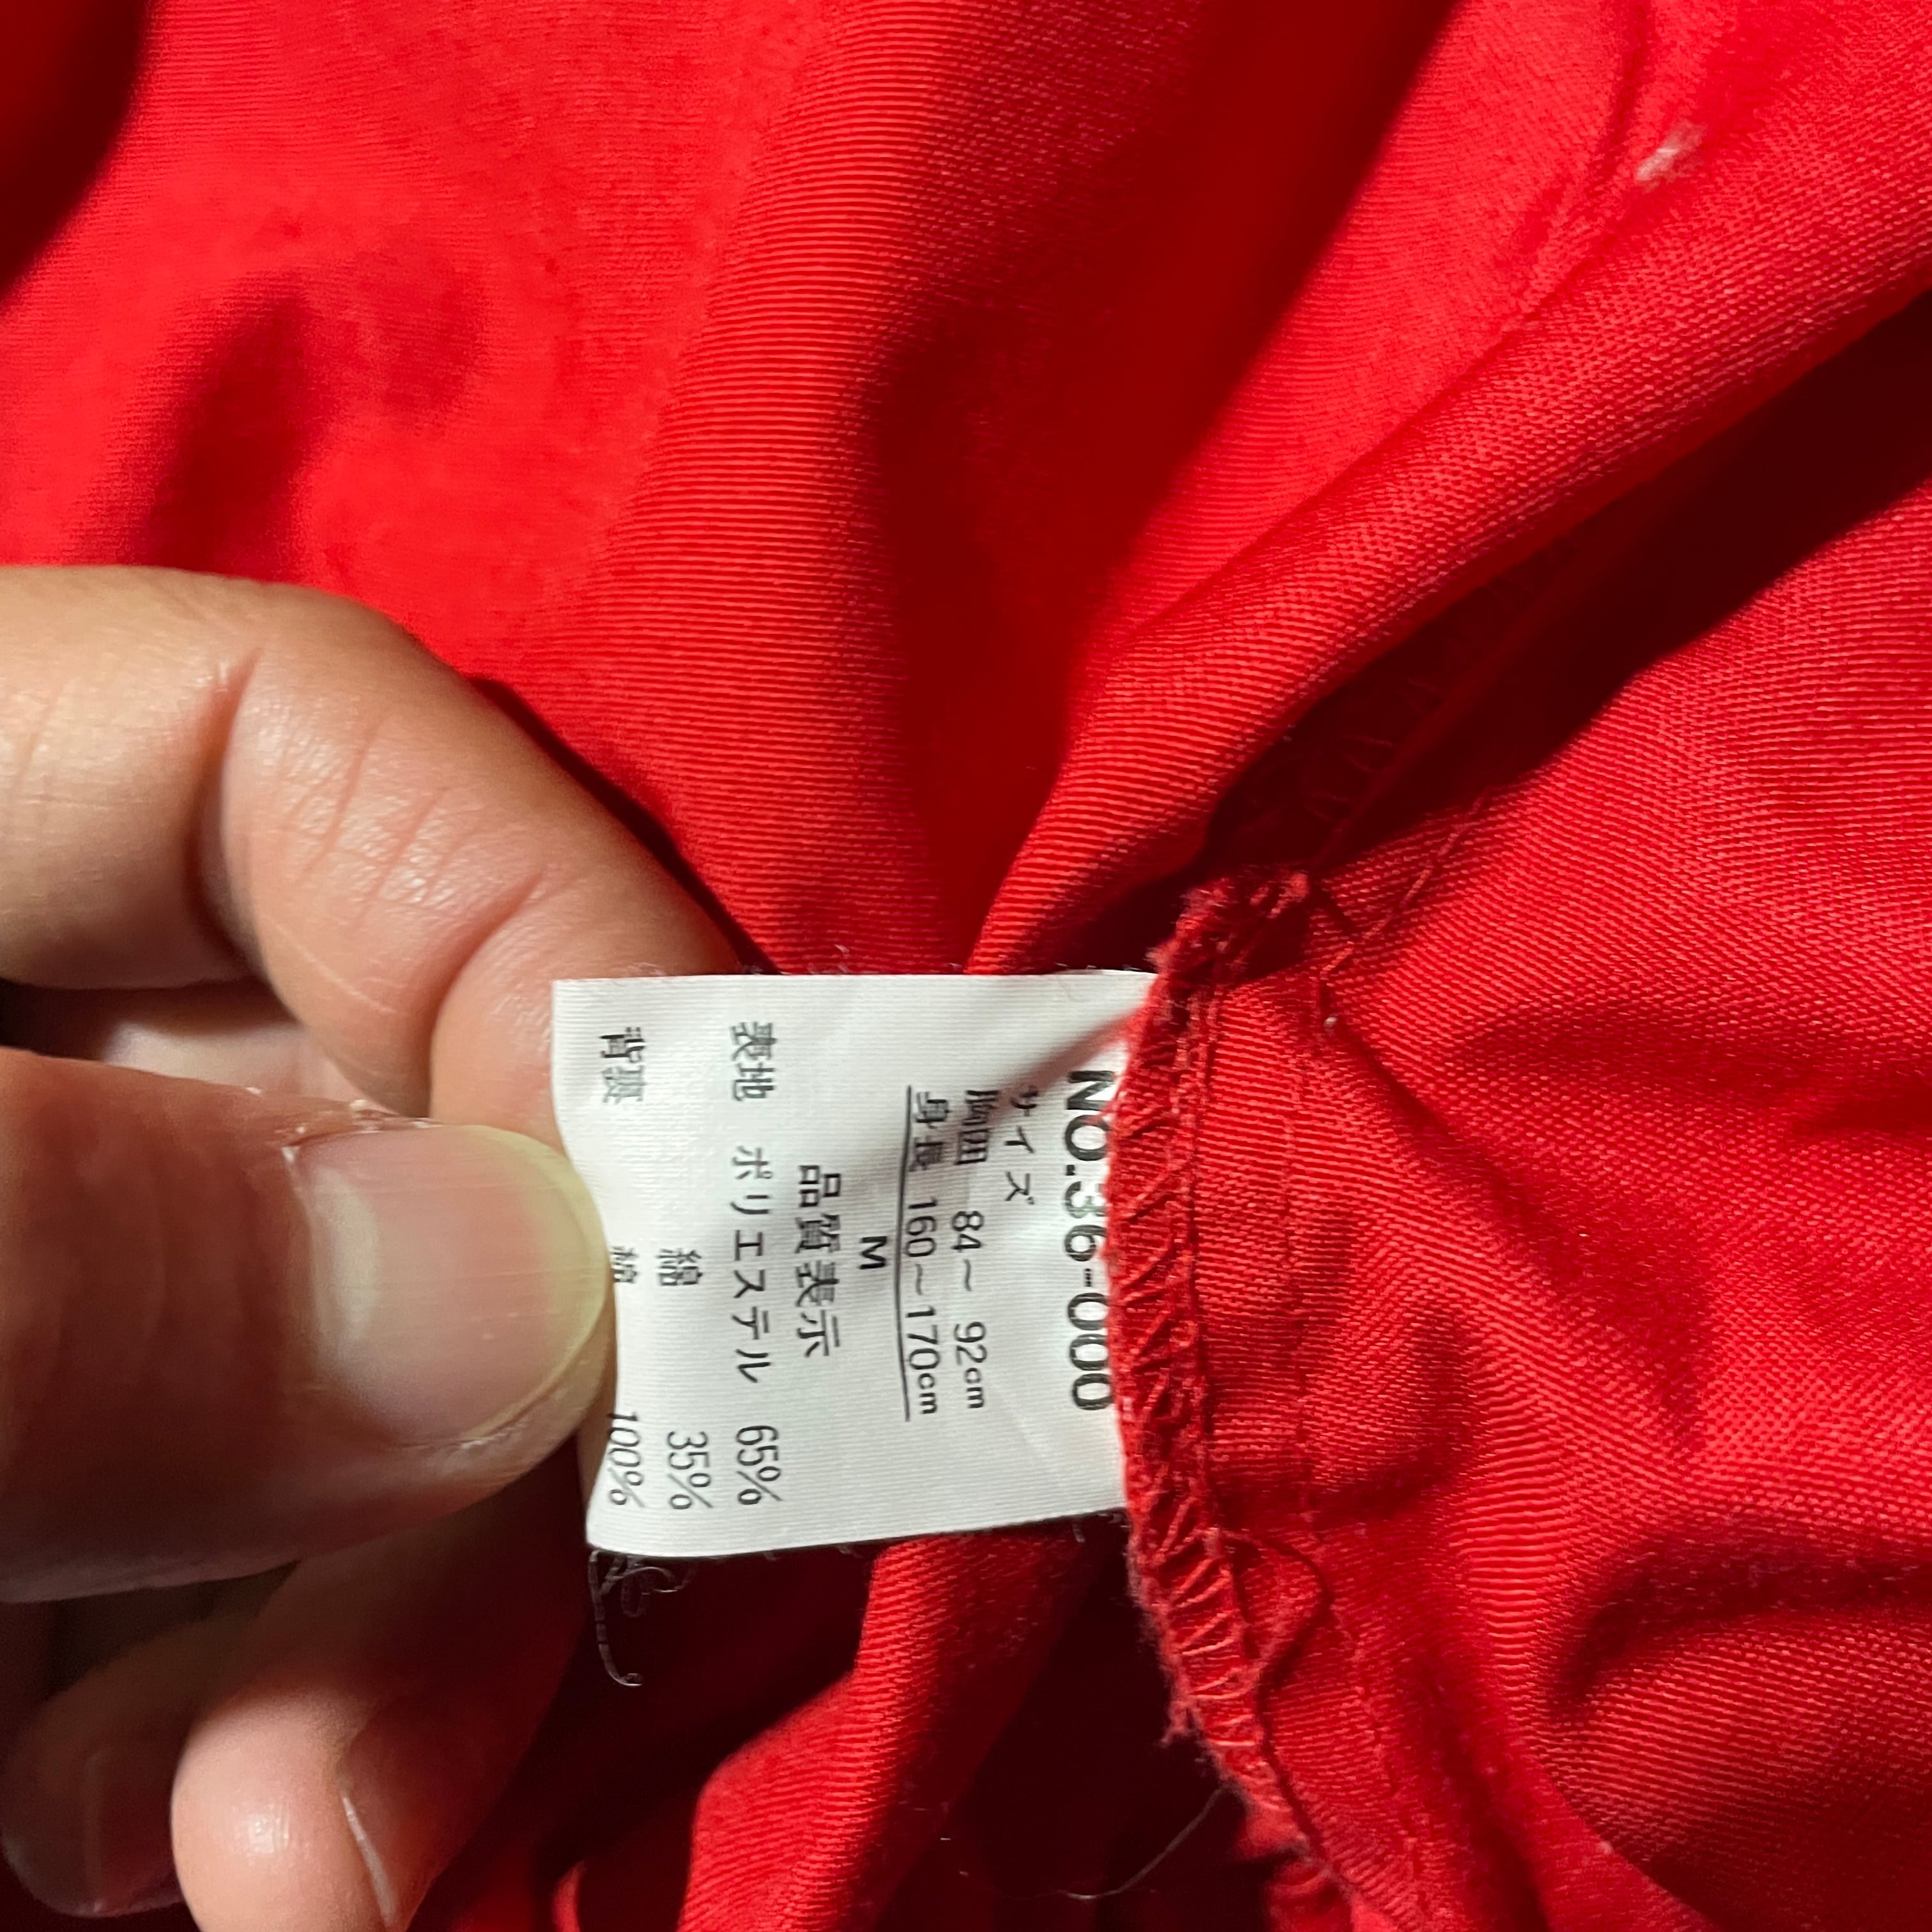 NO.36-000
サイズ
胸囲 84～ 92cm
身長 160～170cm
M
品質表示
表地 ポリエステル 65%
綿 35%
背裏 綿 100%